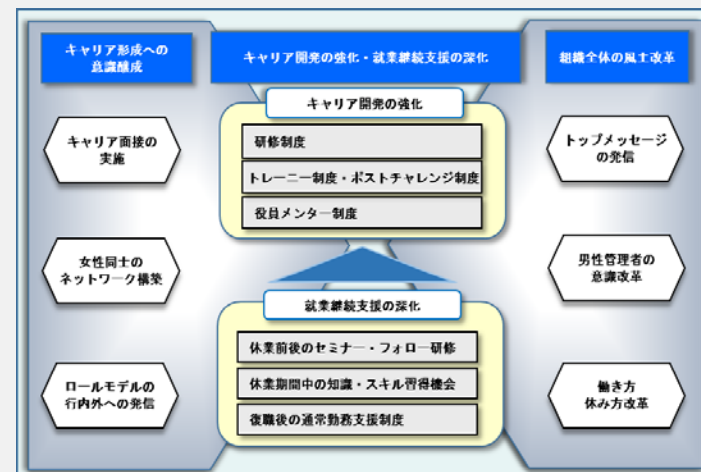 キャリア形成への
意識醸成
キャリア面接の
実施
女性同士の
ネットワーク構築
ロールモデルの
行内外への発信
キャリア開発の強化・就業継続支援の深化
キャリア開発の強化
研修制度
トレーニー制度・ポストチャレンジ制度
役員メンター制度
就業継続支援の深化
休業前後のセミナー・フォロー研修
休業期間中の知識・スキル習得機会
復職後の通常勤務支援制度
組織全体の風土改革
トップメッセージ
の発信
男性管理者の
意識改革
働き方
休み方改革